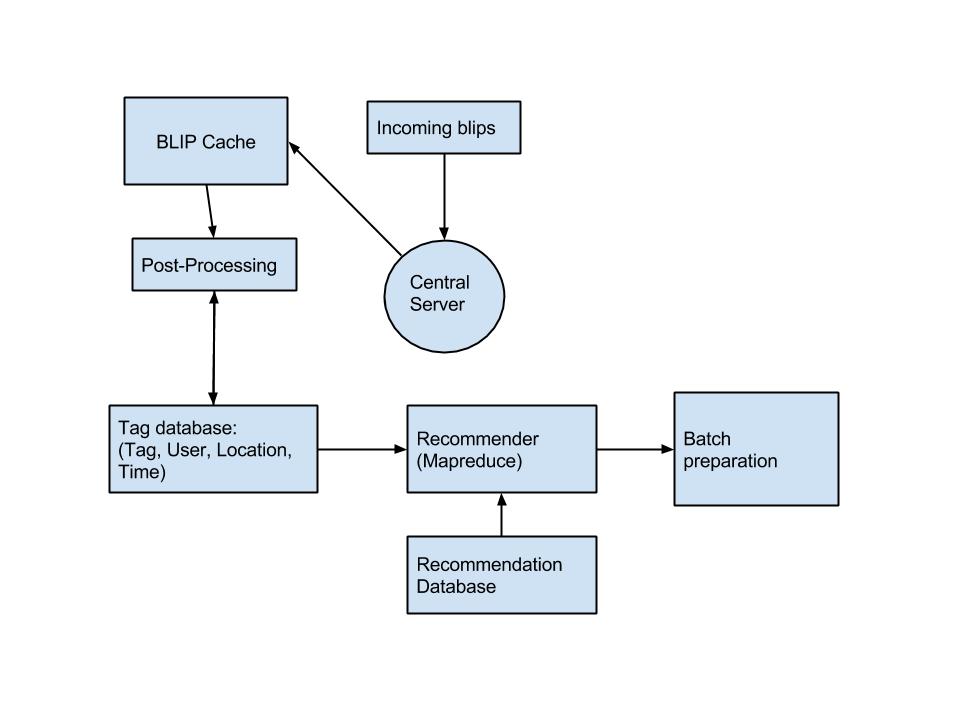 BLIP Cache
Incoming blips
Post-Processing
Central
Server
Tag database:
(Tag, User, Location,
Time)
Recommender
(Mapreduce)
Batch
preparation
Recommendation
Database